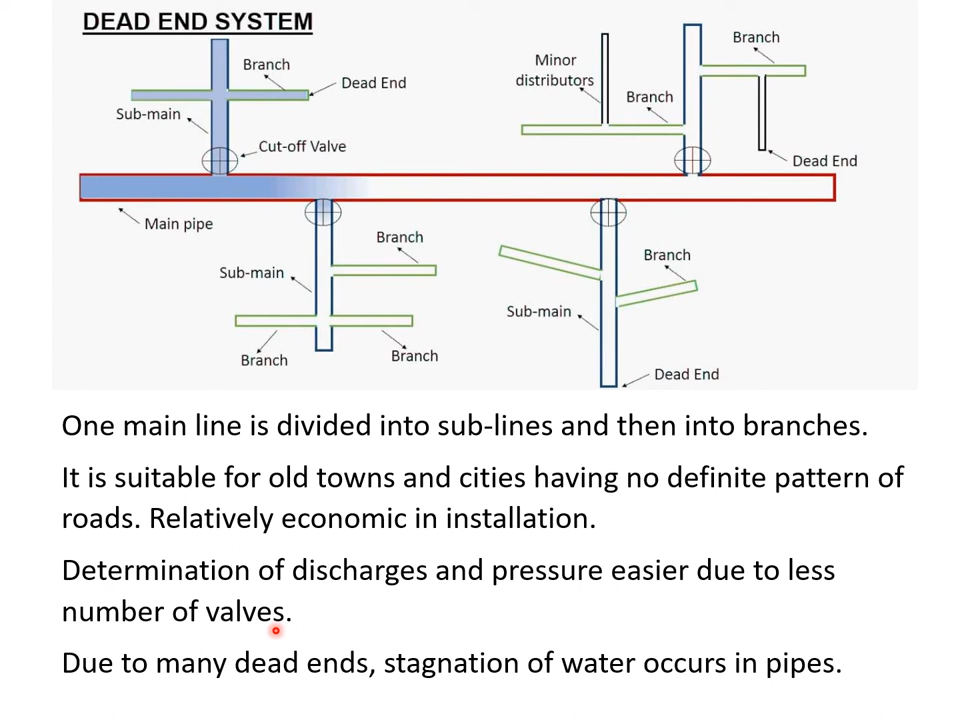 DEAD END SYSTEM
Branch
Dead End
Sub-main
Cut-off Valve
Main pipe
Minor
distributors
Branch
Branch
Dead End
Branch
Sub-main
Branch
Branch
Branch
Sub-main
Dead End
One main line is divided into sub-lines and then into branches.
It is suitable for old towns and cities having no definite pattern of
roads. Relatively economic in installation.
Determination of discharges and pressure easier due to less
number of valves.
Due to many dead ends, stagnation of water occurs in pipes.